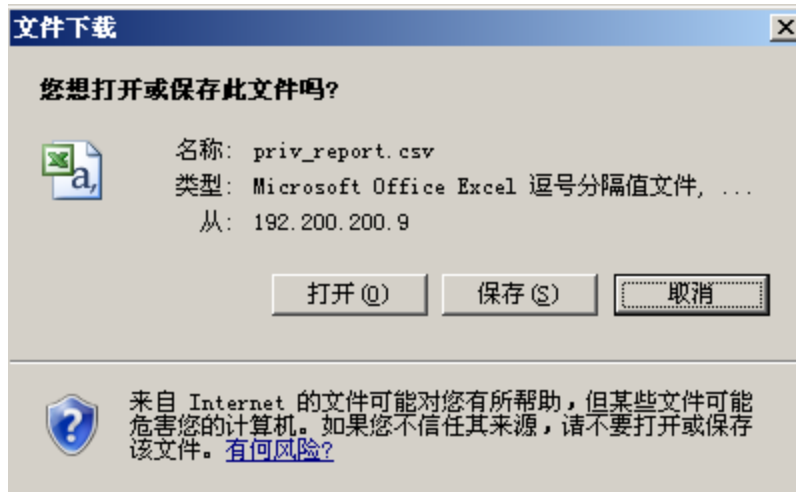 文件下载
您想打开或保存此文件吗?
名称: priv_report.csv
类型: Microsoft Office Excel 逗号分隔值文件, ...
从: 192.200.200.9
打开(O) 保存(S) 取消
来自 Internet 的文件可能对您有所帮助,但某些文件可能
危害您的计算机。如果您不信任其来源,请不要打开或保存
该文件。有何风险?